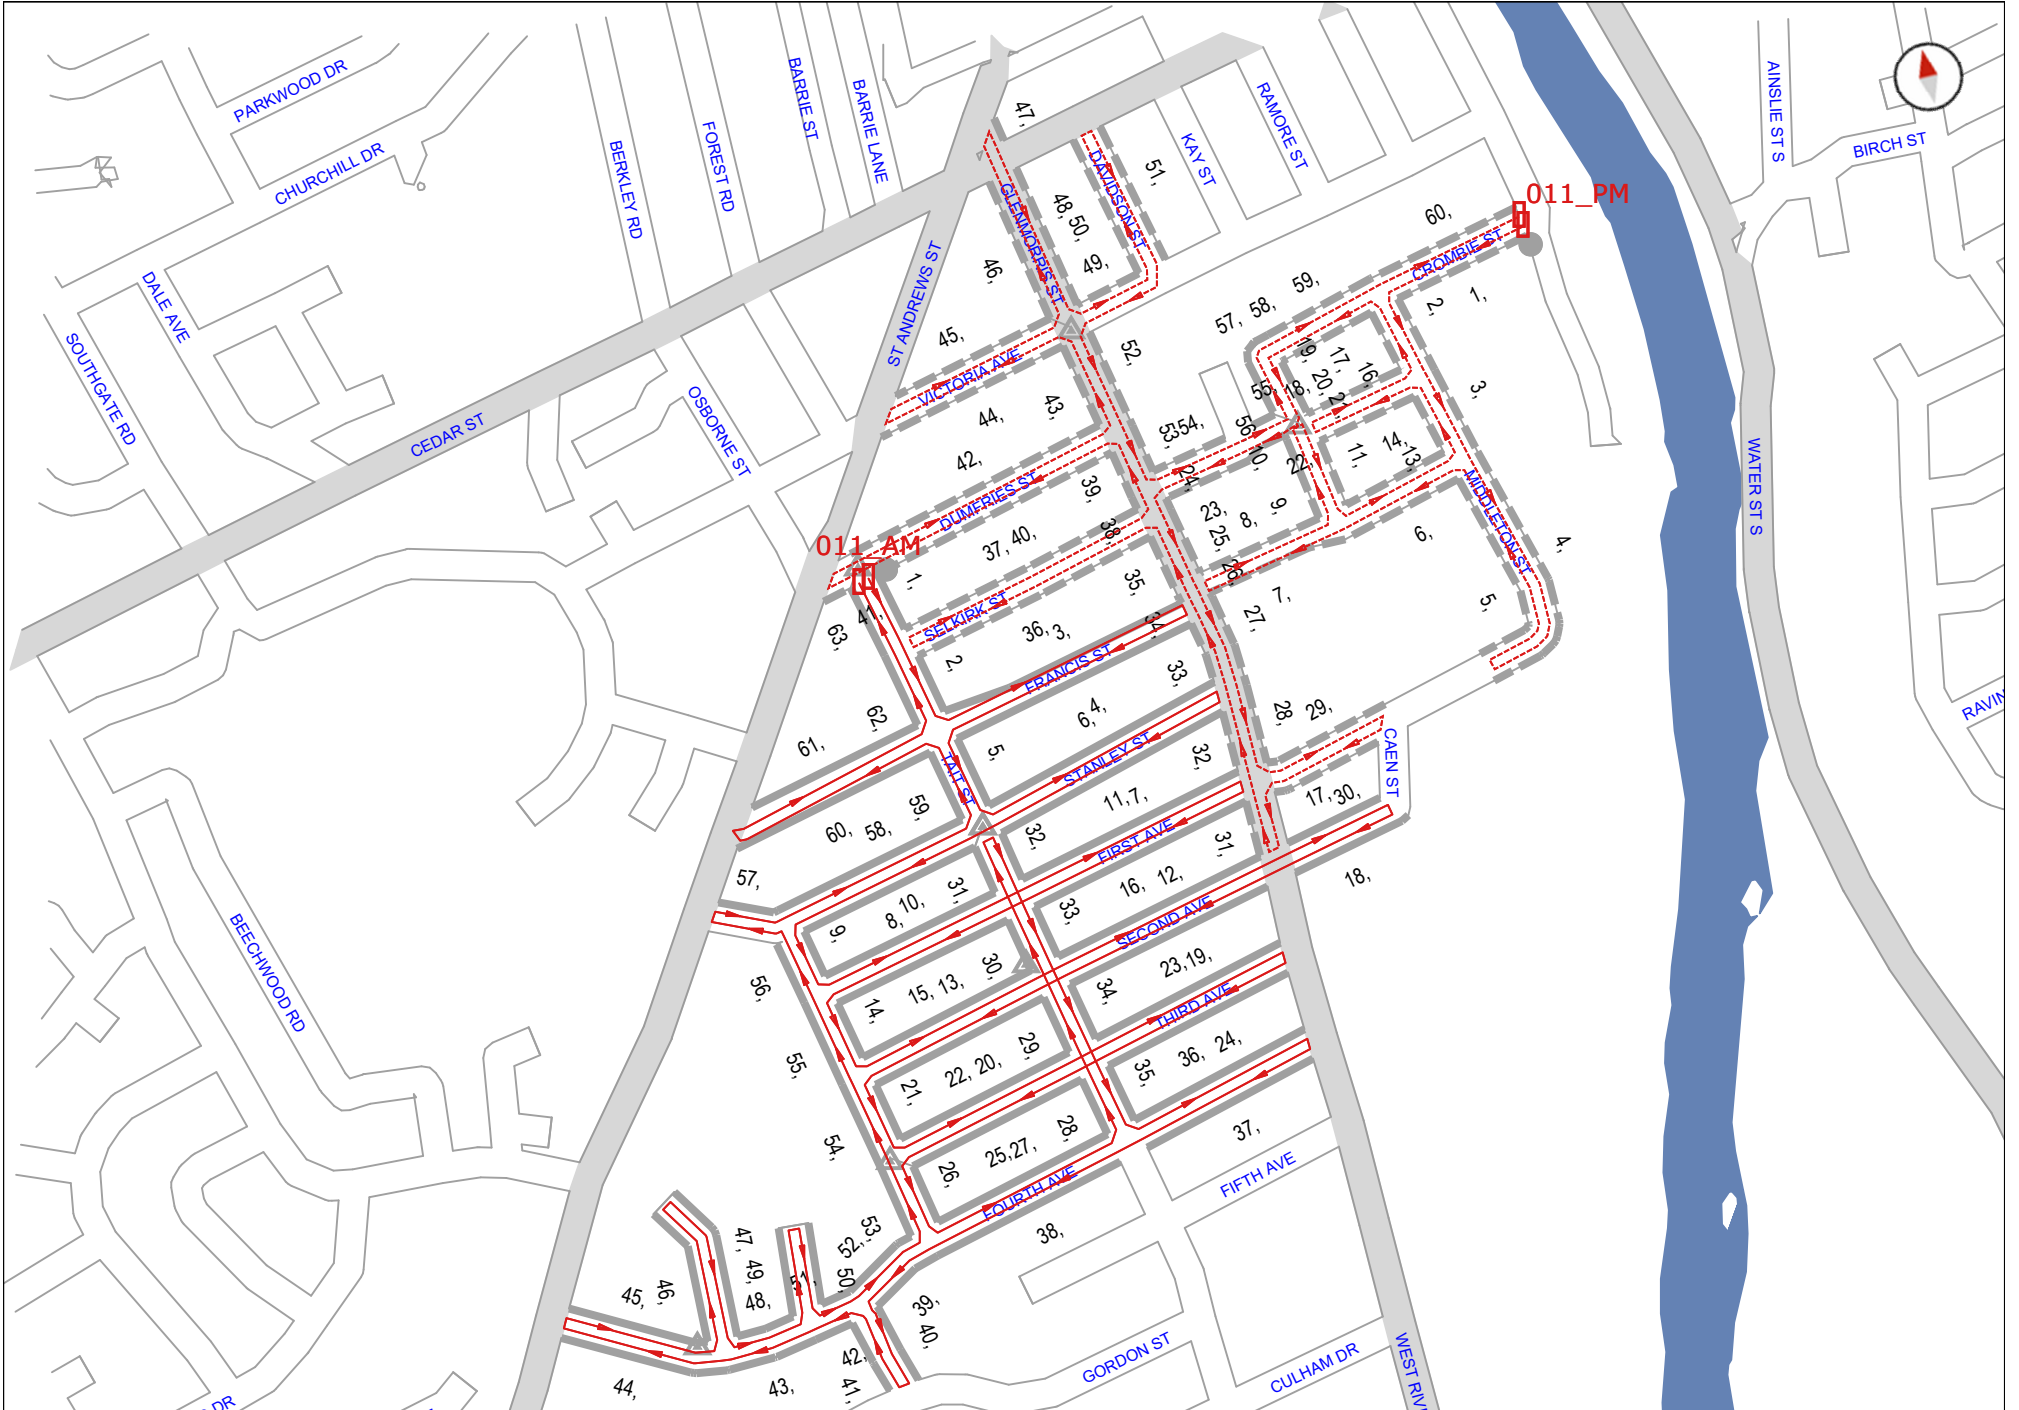 PARKWOOD DR
CHURCHILL DR
BERKLEY RD
FOREST RD
BARRIE ST
BARRIE LANE
47,
48, 50,
49,
51,
DAVIDSON ST
GLENMORRIS ST
46,
KAY ST
RAMORE ST
AINSLIE ST S
BIRCH ST
011_PM
60,
CROMBIE ST
DALE AVE
SOUTHGATE RD
CEDAR ST
OSBORNE ST
ST ANDREWS ST
45,
VICTORIA AVE
44,
43,
52,
57, 58,
59,
2,
1,
19,
17,
16,
20,
21,
18,
55,
3,
42,
DUMFRIES ST
39,
53,
54,
56,
10,
22,
11,
14,
13,
MIDDLETON ST
WATER ST S
011_AM
1,
37, 40,
38,
24,
23,
8,
9,
25,
26,
6,
4,
41,
63,
SELKIRK ST
2,
36,
3,
35,
34,
7,
27,
5,
62,
61,
FRANCIS ST
33,
6,
4,
5,
28,
29,
RAVIN
TAIT ST
STANLEY ST
32,
11,
7,
CAEN ST
59,
60,
58,
32,
FIRST AVE
31,
17,
30,
57,
9,
8,
10,
31,
33,
16,
12,
18,
SECOND AVE
BEECHWOOD RD
56,
14,
15,
13,
30,
34,
23,
19,
THIRD AVE
55,
21,
22, 20,
29,
35,
36,
24,
54,
26,
25,
27,
28,
37,
FOURTH AVE
FIFTH AVE
38,
53,
52,
47,
49,
48,
51,
50,
45,
46,
39,
40,
42,
41,
43,
44,
GORDON ST
CULHAM DR
WEST RIV
DR